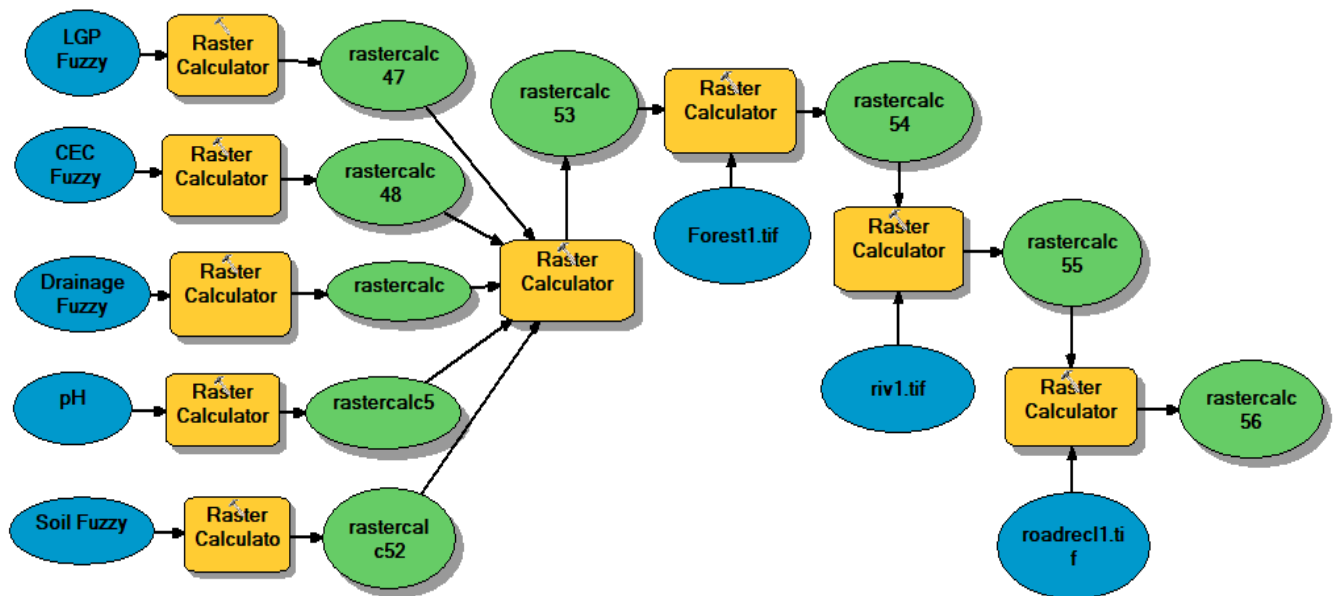 LGP
Fuzzy
Raster
Calculator
rastercalc
47
CEC
Fuzzy
Raster
Calculator
rastercalc
48
Drainage
Fuzzy
Raster
Calculator
rastercalc
pH
Raster
Calculator
rastercalc5
Soil Fuzzy
Raster
Calculato
rastercal
c52
Raster
Calculator
rastercalc
53
Raster
Calculator
Forest1.tif
rastercalc
54
Raster
Calculator
riv1.tif
rastercalc
55
Raster
Calculator
roadrecl1.ti
f
rastercalc
56